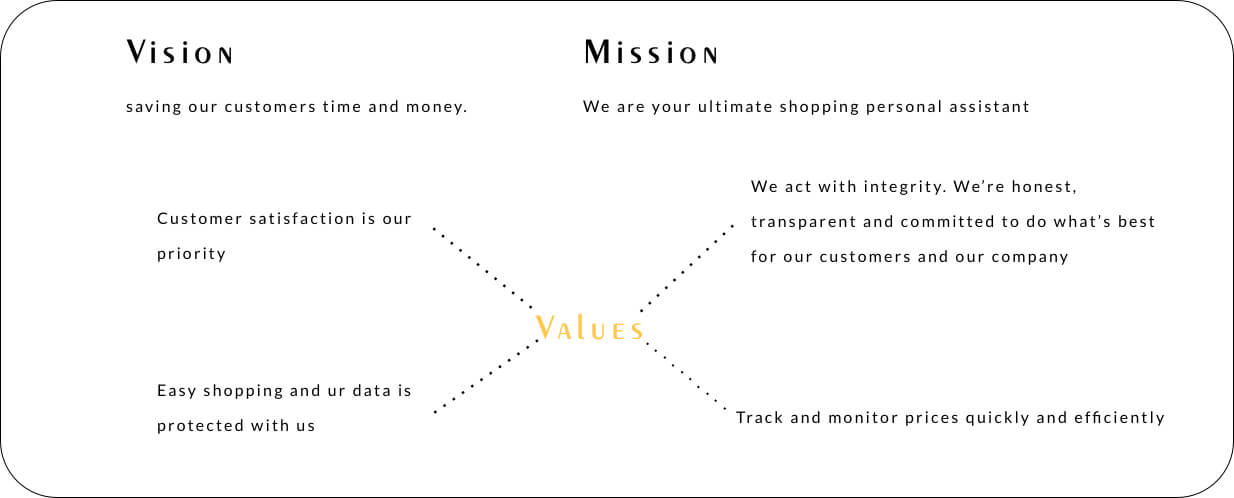 Vision
saving our customers time and money.
Mission
We are your ultimate shopping personal assistant
Customer satisfaction is our
priority
We act with integrity. We’re honest,
transparent and committed to do what’s best
for our customers and our company
Values
Easy shopping and ur data is
protected with us
Track and monitor prices quickly and efficiently